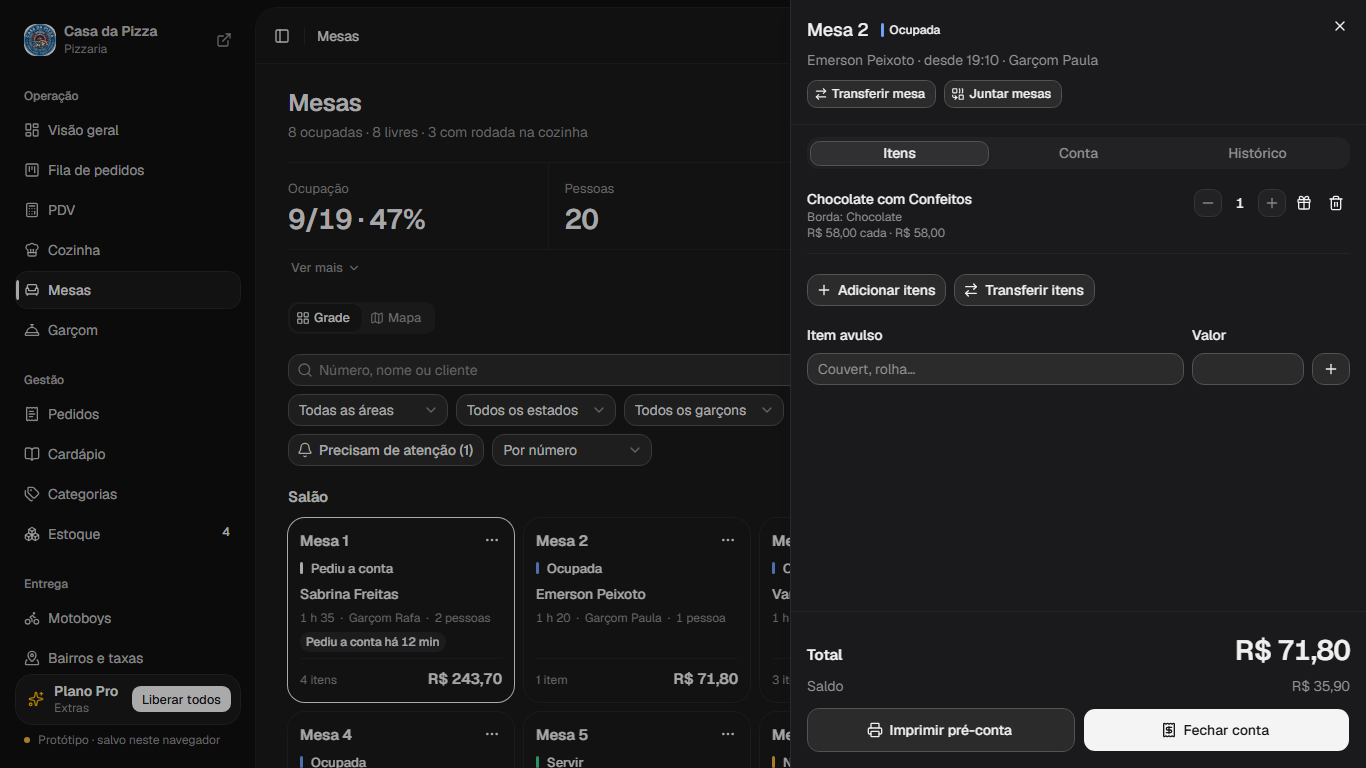 Casa da Pizza
Pizzaria
Operação
Visão geral
Fila de pedidos
PDV
Cozinha
Mesas
Garçom
Gestão
Pedidos
Cardápio
Categorias
Estoque 4
Entrega
Motoboys
Bairros e taxas
Plano Pro
Extras
Liberar todos
Protótipo · salvo neste navegador
Mesas
Mesas
8 ocupadas · 8 livres · 3 com rodada na cozinha
Ocupação
9/19 · 47%
Pessoas
20
Ver mais
Grade Mapa
Número, nome ou cliente
Todas as áreas Todos os estados Todos os garçons
Precisam de atenção (1) Por número
Salão
Mesa 1
Pediu a conta
Sabrina Freitas
1 h 35 · Garçom Rafa · 2 pessoas
Pediu a conta há 12 min
4 itens R$ 243,70
Mesa 2
Ocupada
Emerson Peixoto
1 h 20 · Garçom Paula · 1 pessoa
1 item R$ 71,80
Mesa 4
Ocupada
Mesa 5
Servir
Mesa 2 Ocupada
Emerson Peixoto · desde 19:10 · Garçom Paula
Transferir mesa Juntar mesas
Itens Conta Histórico
Chocolate com Confeitos
Borda: Chocolate
R$ 58,00 cada · R$ 58,00
1
Adicionar itens Transferir itens
Item avulso Valor
Couvert, rolha...
Total R$ 71,80
Saldo R$ 35,90
Imprimir pré-conta Fechar conta